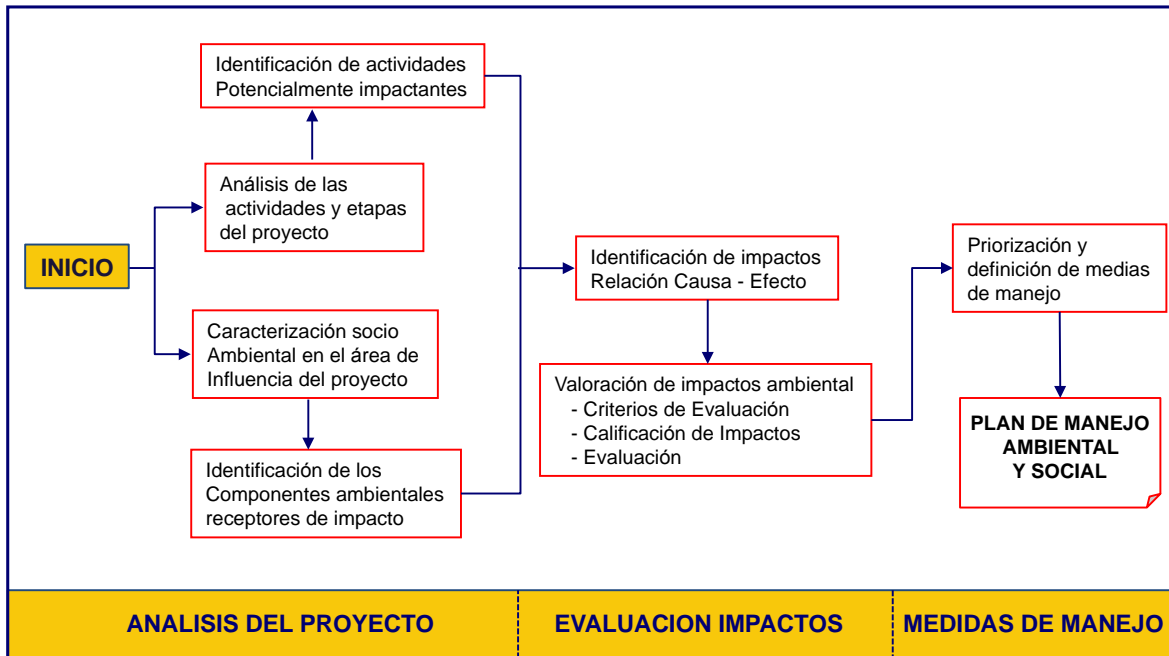 Identificación de actividades
Potencialmente impactantes
Análisis de las
actividades y etapas
del proyecto
INICIO
Caracterización socio
Ambiental en el área de
Influencia del proyecto
Identificación de los
Componentes ambientales
receptores de impacto
Identificación de impactos
Relación Causa - Efecto
Valoración de impactos ambiental
- Criterios de Evaluación
- Calificación de Impactos
- Evaluación
Priorización y
definición de medias
de manejo
PLAN DE MANEJO
AMBIENTAL
Y SOCIAL
ANALISIS DEL PROYECTO
EVALUACION IMPACTOS
MEDIDAS DE MANEJO